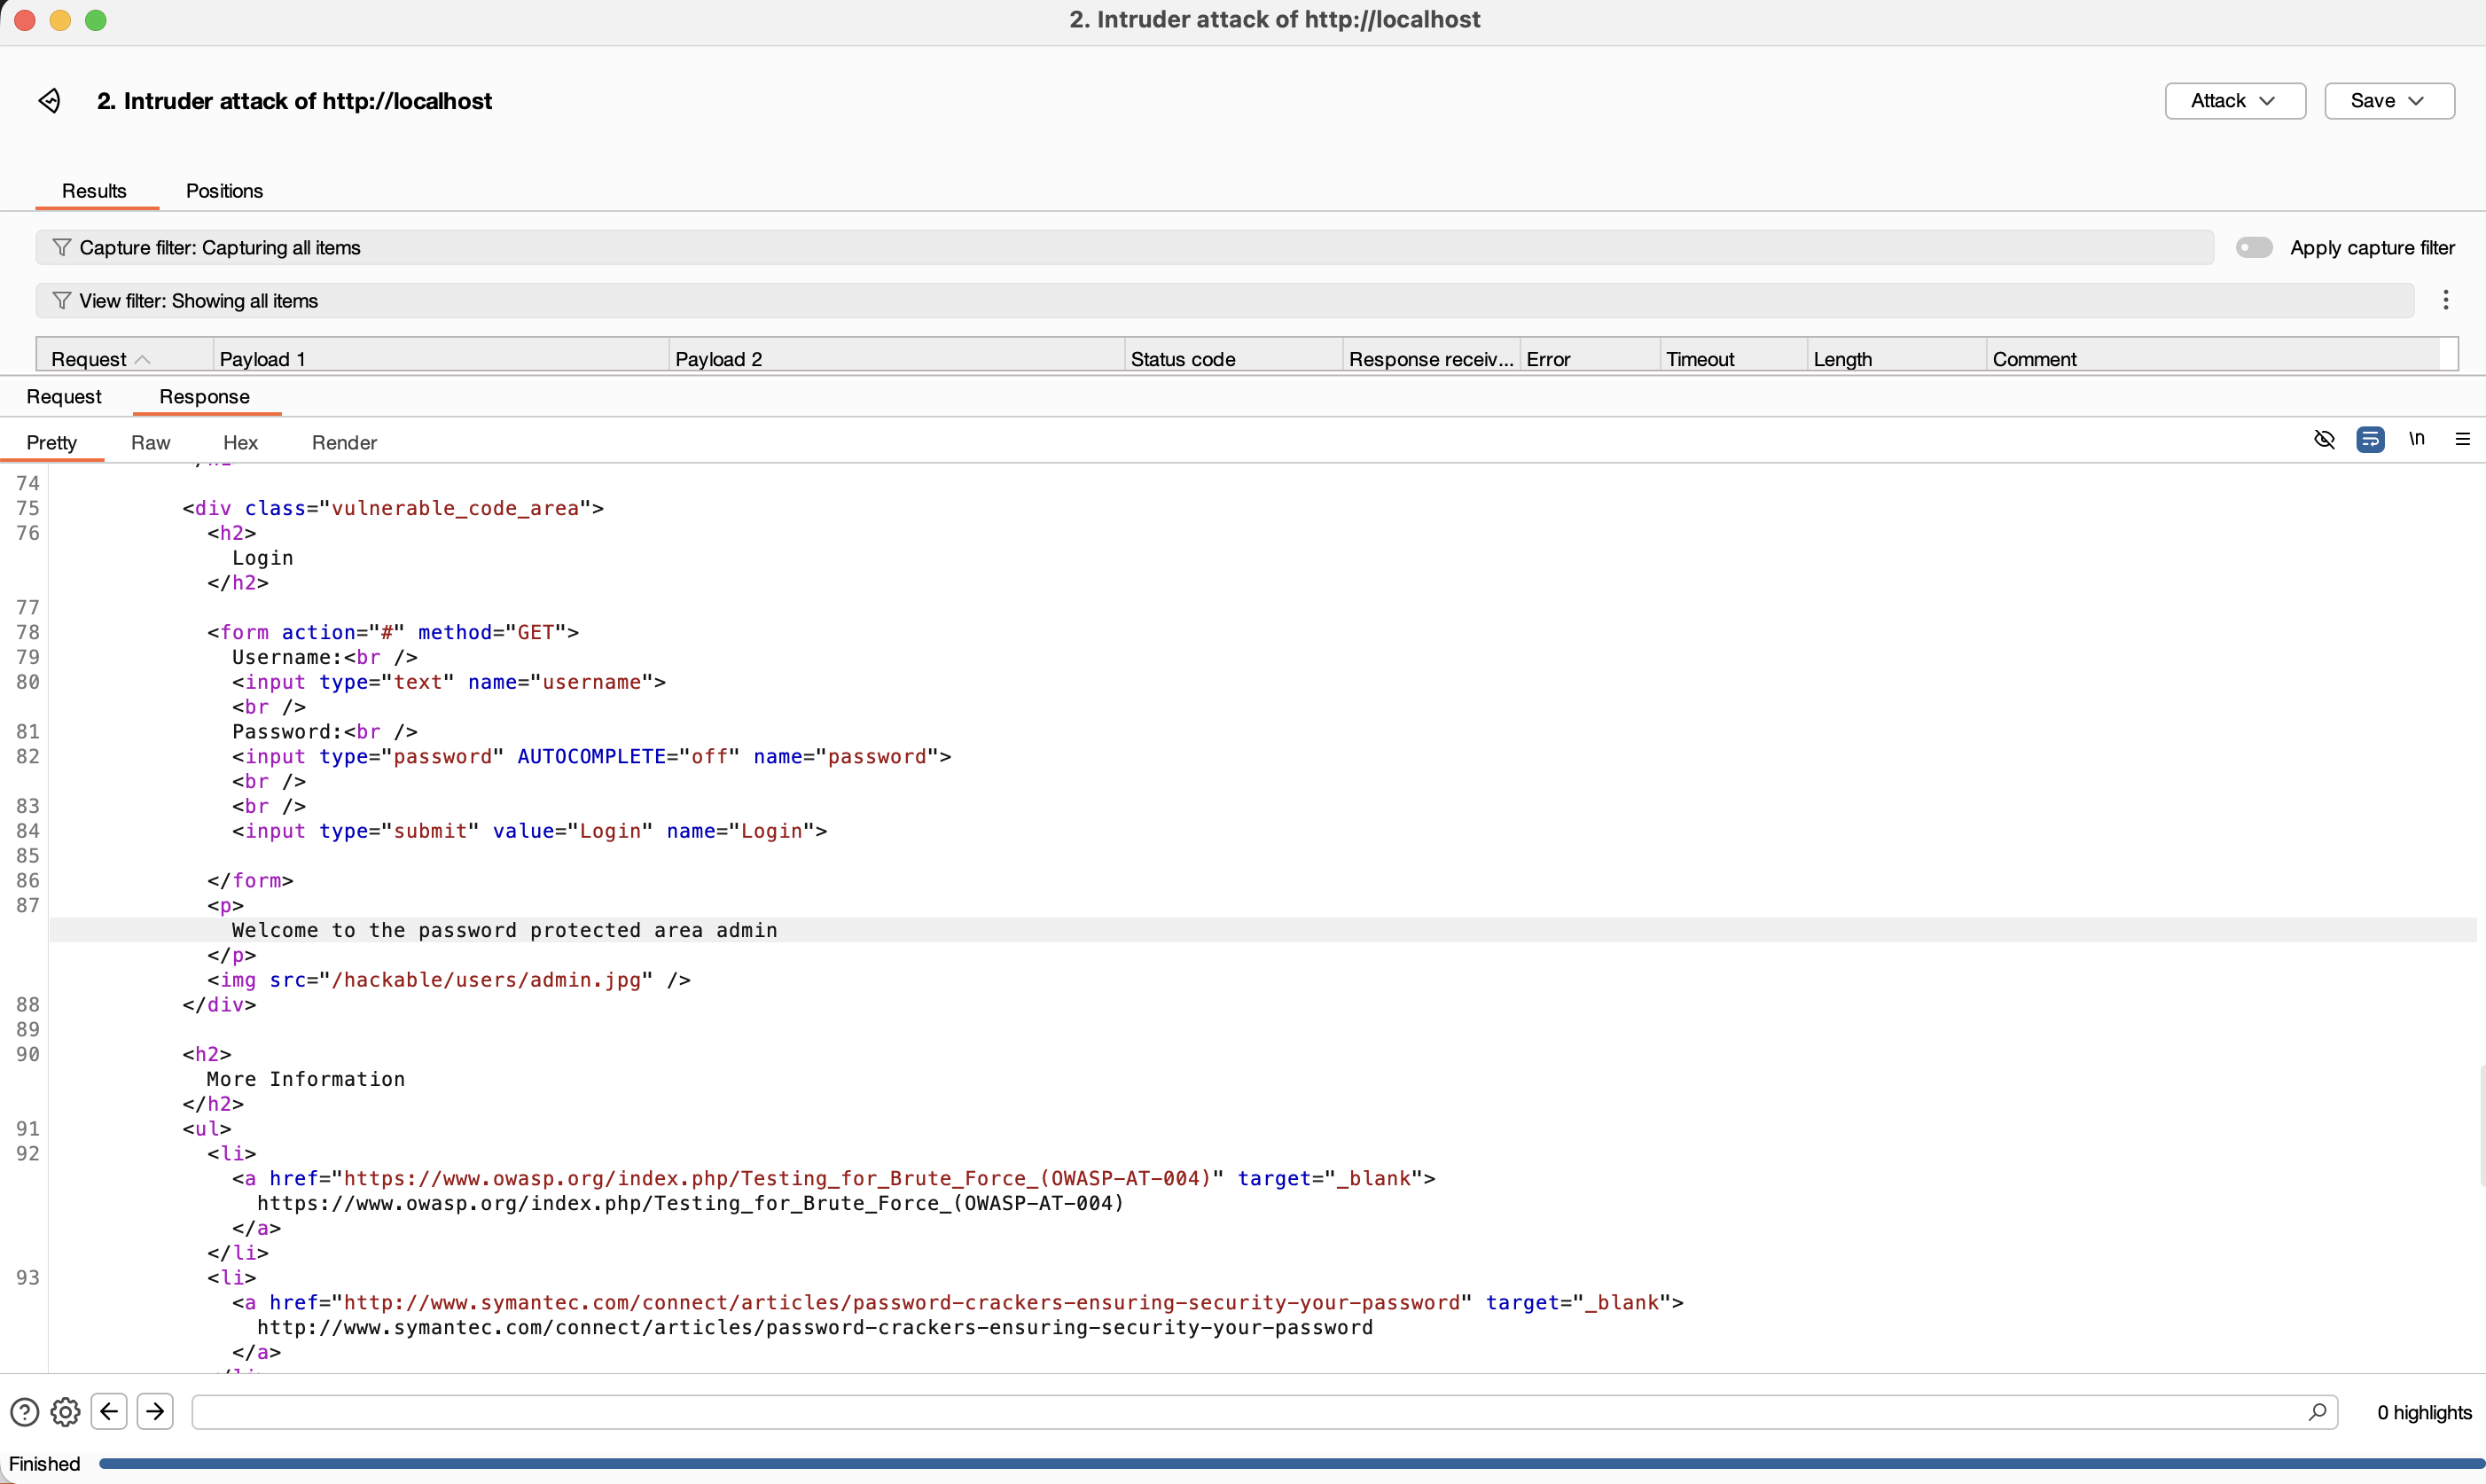 2. Intruder attack of http://localhost
2. Intruder attack of http://localhost
Attack
Save
Results Positions
Capture filter: Capturing all items
Apply capture filter
View filter: Showing all items
Request Payload 1 Payload 2 Status code Response receiv... Error Timeout Length Comment
Request Response
Pretty Raw Hex Render
\n
74
75 <div class="vulnerable_code_area">
76 <h2>
Login
</h2>
77
78 <form action="#" method="GET">
79 Username:<br />
80 <input type="text" name="username">
<br />
81 Password:<br />
82 <input type="password" AUTOCOMPLETE="off" name="password">
<br />
83 <br />
84 <input type="submit" value="Login" name="Login">
85
86 </form>
87 <p>
Welcome to the password protected area admin
</p>
<img src="/hackable/users/admin.jpg" />
88 </div>
89
90 <h2>
More Information
</h2>
91 <ul>
92 <li>
<a href="https://www.owasp.org/index.php/Testing_for_Brute_Force_(OWASP-AT-004)" target="_blank">
https://www.owasp.org/index.php/Testing_for_Brute_Force_(OWASP-AT-004)
</a>
</li>
93 <li>
<a href="http://www.symantec.com/connect/articles/password-crackers-ensuring-security-your-password" target="_blank">
http://www.symantec.com/connect/articles/password-crackers-ensuring-security-your-password
</a>
0 highlights
Finished